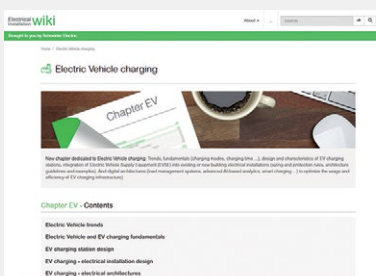 Electrical
Installation
wiki
About
...
Search
Brought to you by Schneider Electric
Home / Electric Vehicle charging
Electric Vehicle charging
Chapter EV
New chapter dedicated to Electric Vehicle charging: Trends, fundamentals (charging modes, charging time ...), design and characteristics of EV charging
stations, integration of Electric Vehicle Supply Equipment (EVSE) into existing or new building electrical installations (sizing and protection rules, architecture
guidelines and examples). And digital architectures (load management systems, advanced AI-based analytics, smart charging ...) to optimise the usage and
efficiency of EV charging infrastructure)
Chapter EV - Contents
Electric Vehicle trends
Electric Vehicle and EV charging fundamentals
EV charging station design
EV charging - electrical installation design
EV charging - electrical architectures